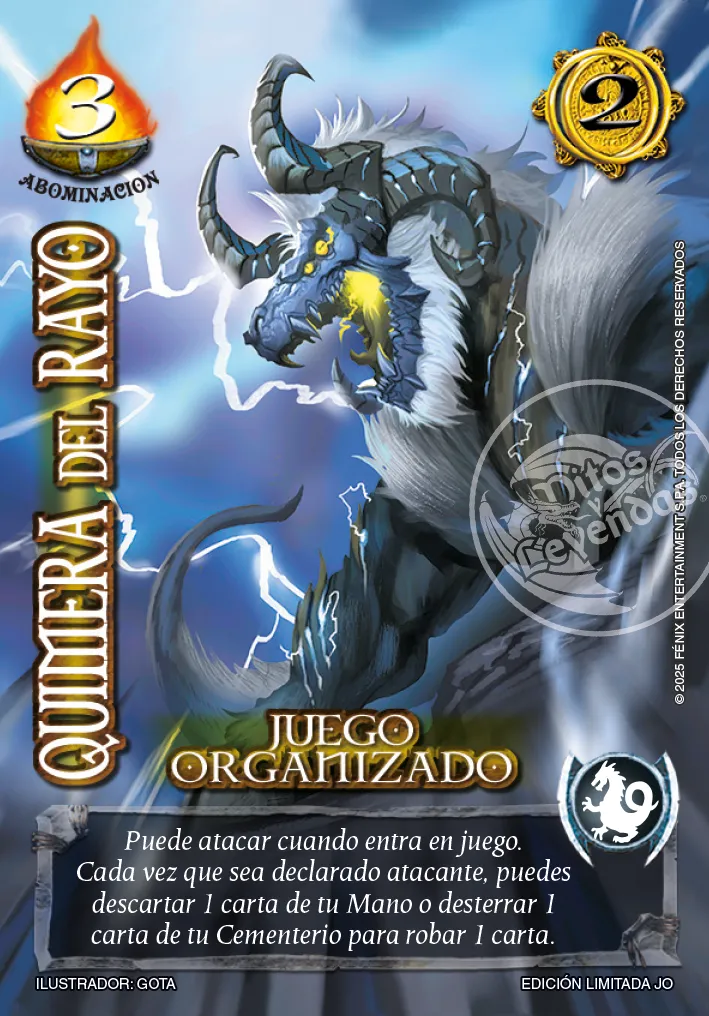 3
ABOMINACION
2
QUIMERA DEL RAYO
JUEGO
ORGANIZADO
Puede atacar cuando entra en juego.
Cada vez que sea declarado atacante, puedes
descartar 1 carta de tu Mano o desterrar 1
carta de tu Cementerio para robar 1 carta.
ILUSTRADOR: GOTA
EDICIÓN LIMITADA JO
© 2025 FÉNIX ENTERTAINMENT S.P.A. TODOS LOS DERECHOS RESERVADOS
mitos
y
Leyendas
®